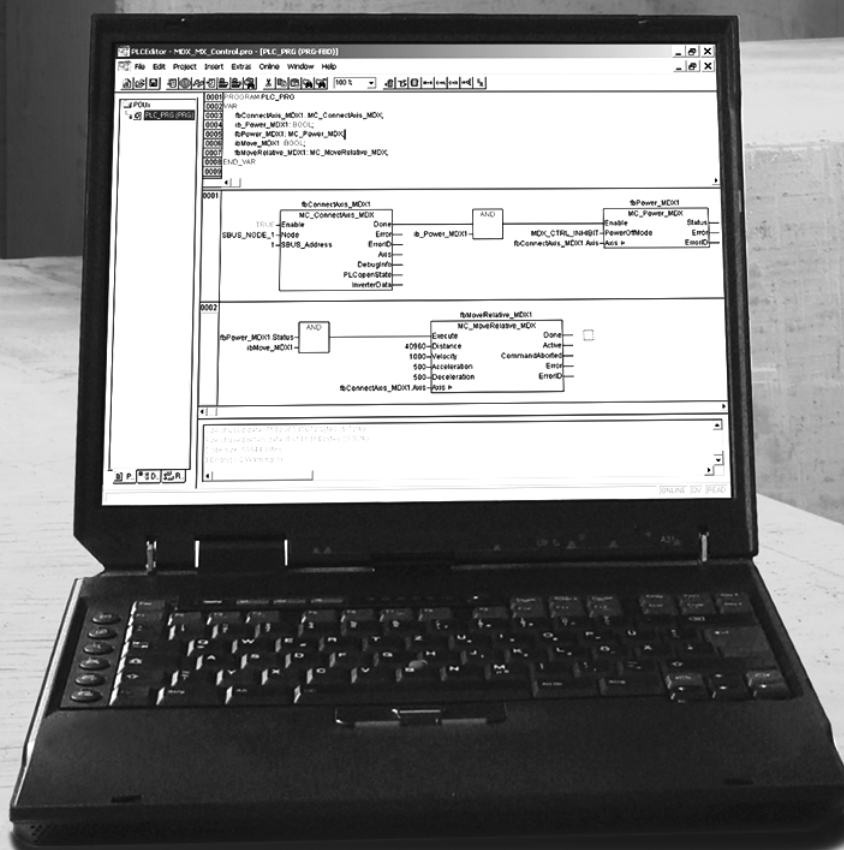 PLCEditor - MDX_MX_Control.pro - [PLC_PRG (PRG-FBD)]
File Edit Project Insert Extras Online Window Help
100 %
POUs
PLC_PRG (PRG)
0001 PROGRAM PLC_PRG
0002 VAR
0003 fbConnectAxis_MDX1: MC_ConnectAxis_MDX;
0004 ib_Power_MDX1: BOOL;
0005 fbPower_MDX1: MC_Power_MDX;
0006 ibMove_MDX1: BOOL;
0007 fbMoveRelative_MDX1: MC_MoveRelative_MDX;
0008 END_VAR
0009
0001
fbConnectAxis_MDX1
MC_ConnectAxis_MDX
TRUE Enable Done
SBUS_NODE_1 Node Error
1 SBUS_Address ErrorID
Axis
DebugInfo
PLCopenState
InverterData
AND
ib_Power_MDX1
fbPower_MDX1
MC_Power_MDX
Enable Status
MDX_CTRL_INHIBIT PowerOffMode Error
fbConnectAxis_MDX1.Axis Axis ErrorID
0002
AND
fbPower_MDX1.Status
ibMove_MDX1
fbMoveRelative_MDX1
MC_MoveRelative_MDX
Execute Done
40960 Distance Active
1000 Velocity CommandAborted
500 Acceleration Error
500 Deceleration ErrorID
fbConnectAxis_MDX1.Axis Axis
P.. D.. R..
ONLINE OV READ
Q W E R T Z U I O P Ü
A S D F G H J K L Ö Ä
Y X C V B N M